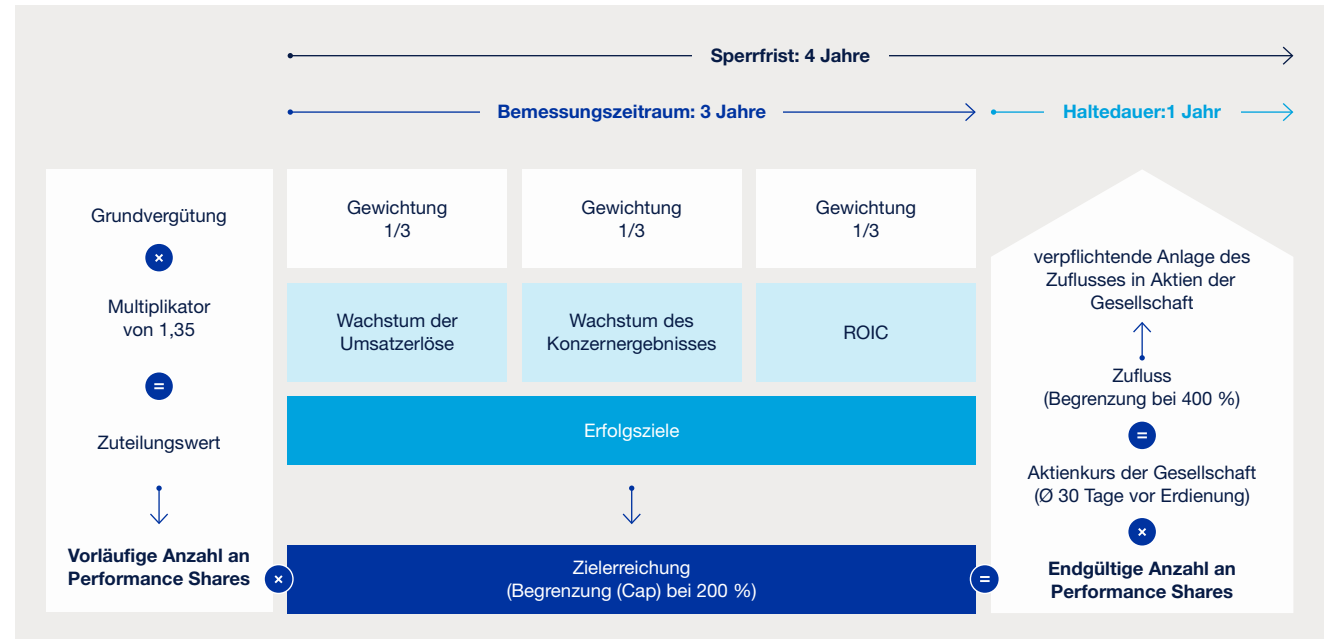 Sperrfrist: 4 Jahre
Bemessungszeitraum: 3 Jahre
Haltedauer:1 Jahr
Grundvergütung
×
Multiplikator
von 1,35
=
Zuteilungswert
Vorläufige Anzahl an
Performance Shares
×
Gewichtung
1/3
Gewichtung
1/3
Gewichtung
1/3
Wachstum der
Umsatzerlöse
Wachstum des
Konzernergebnisses
ROIC
Erfolgsziele
Zielerreichung
(Begrenzung (Cap) bei 200 %)
=
verpflichtende Anlage des
Zuflusses in Aktien der
Gesellschaft
Zufluss
(Begrenzung bei 400 %)
=
Aktienkurs der Gesellschaft
(Ø 30 Tage vor Erdienung)
×
Endgültige Anzahl an
Performance Shares